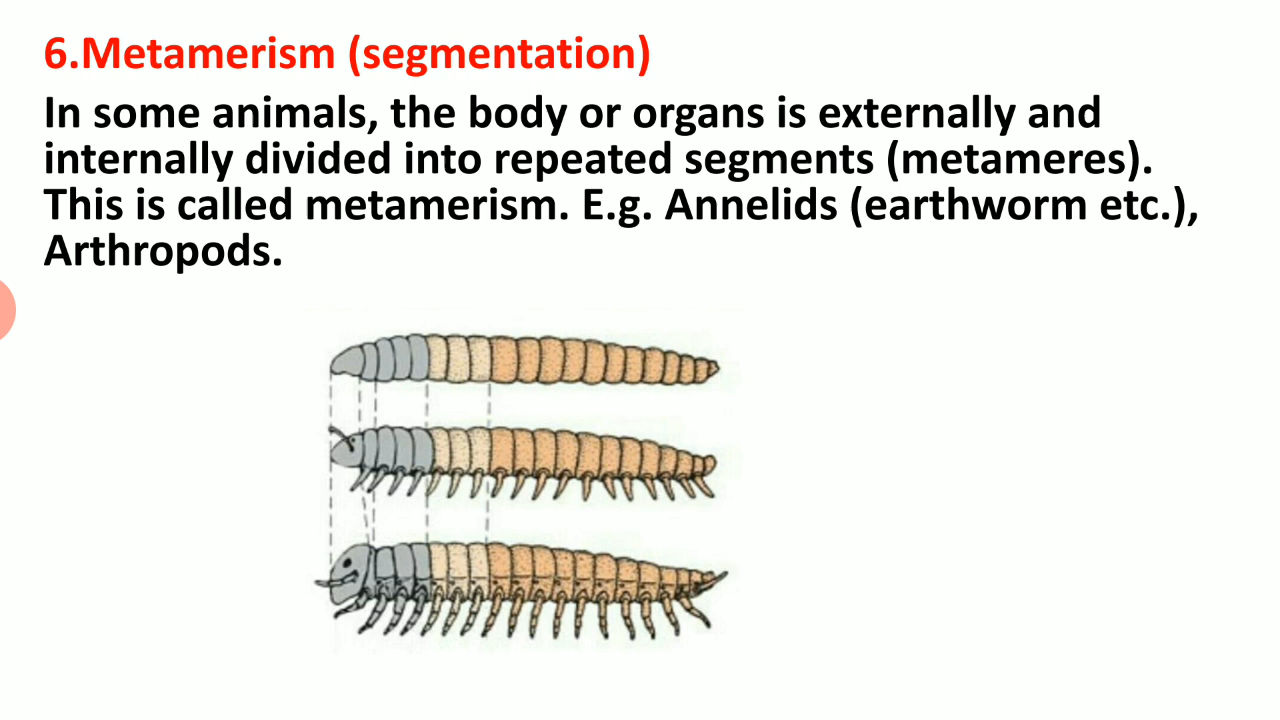 6.Metamerism (segmentation)
In some animals, the body or organs is externally and
internally divided into repeated segments (metameres).
This is called metamerism. E.g. Annelids (earthworm etc.),
Arthropods.